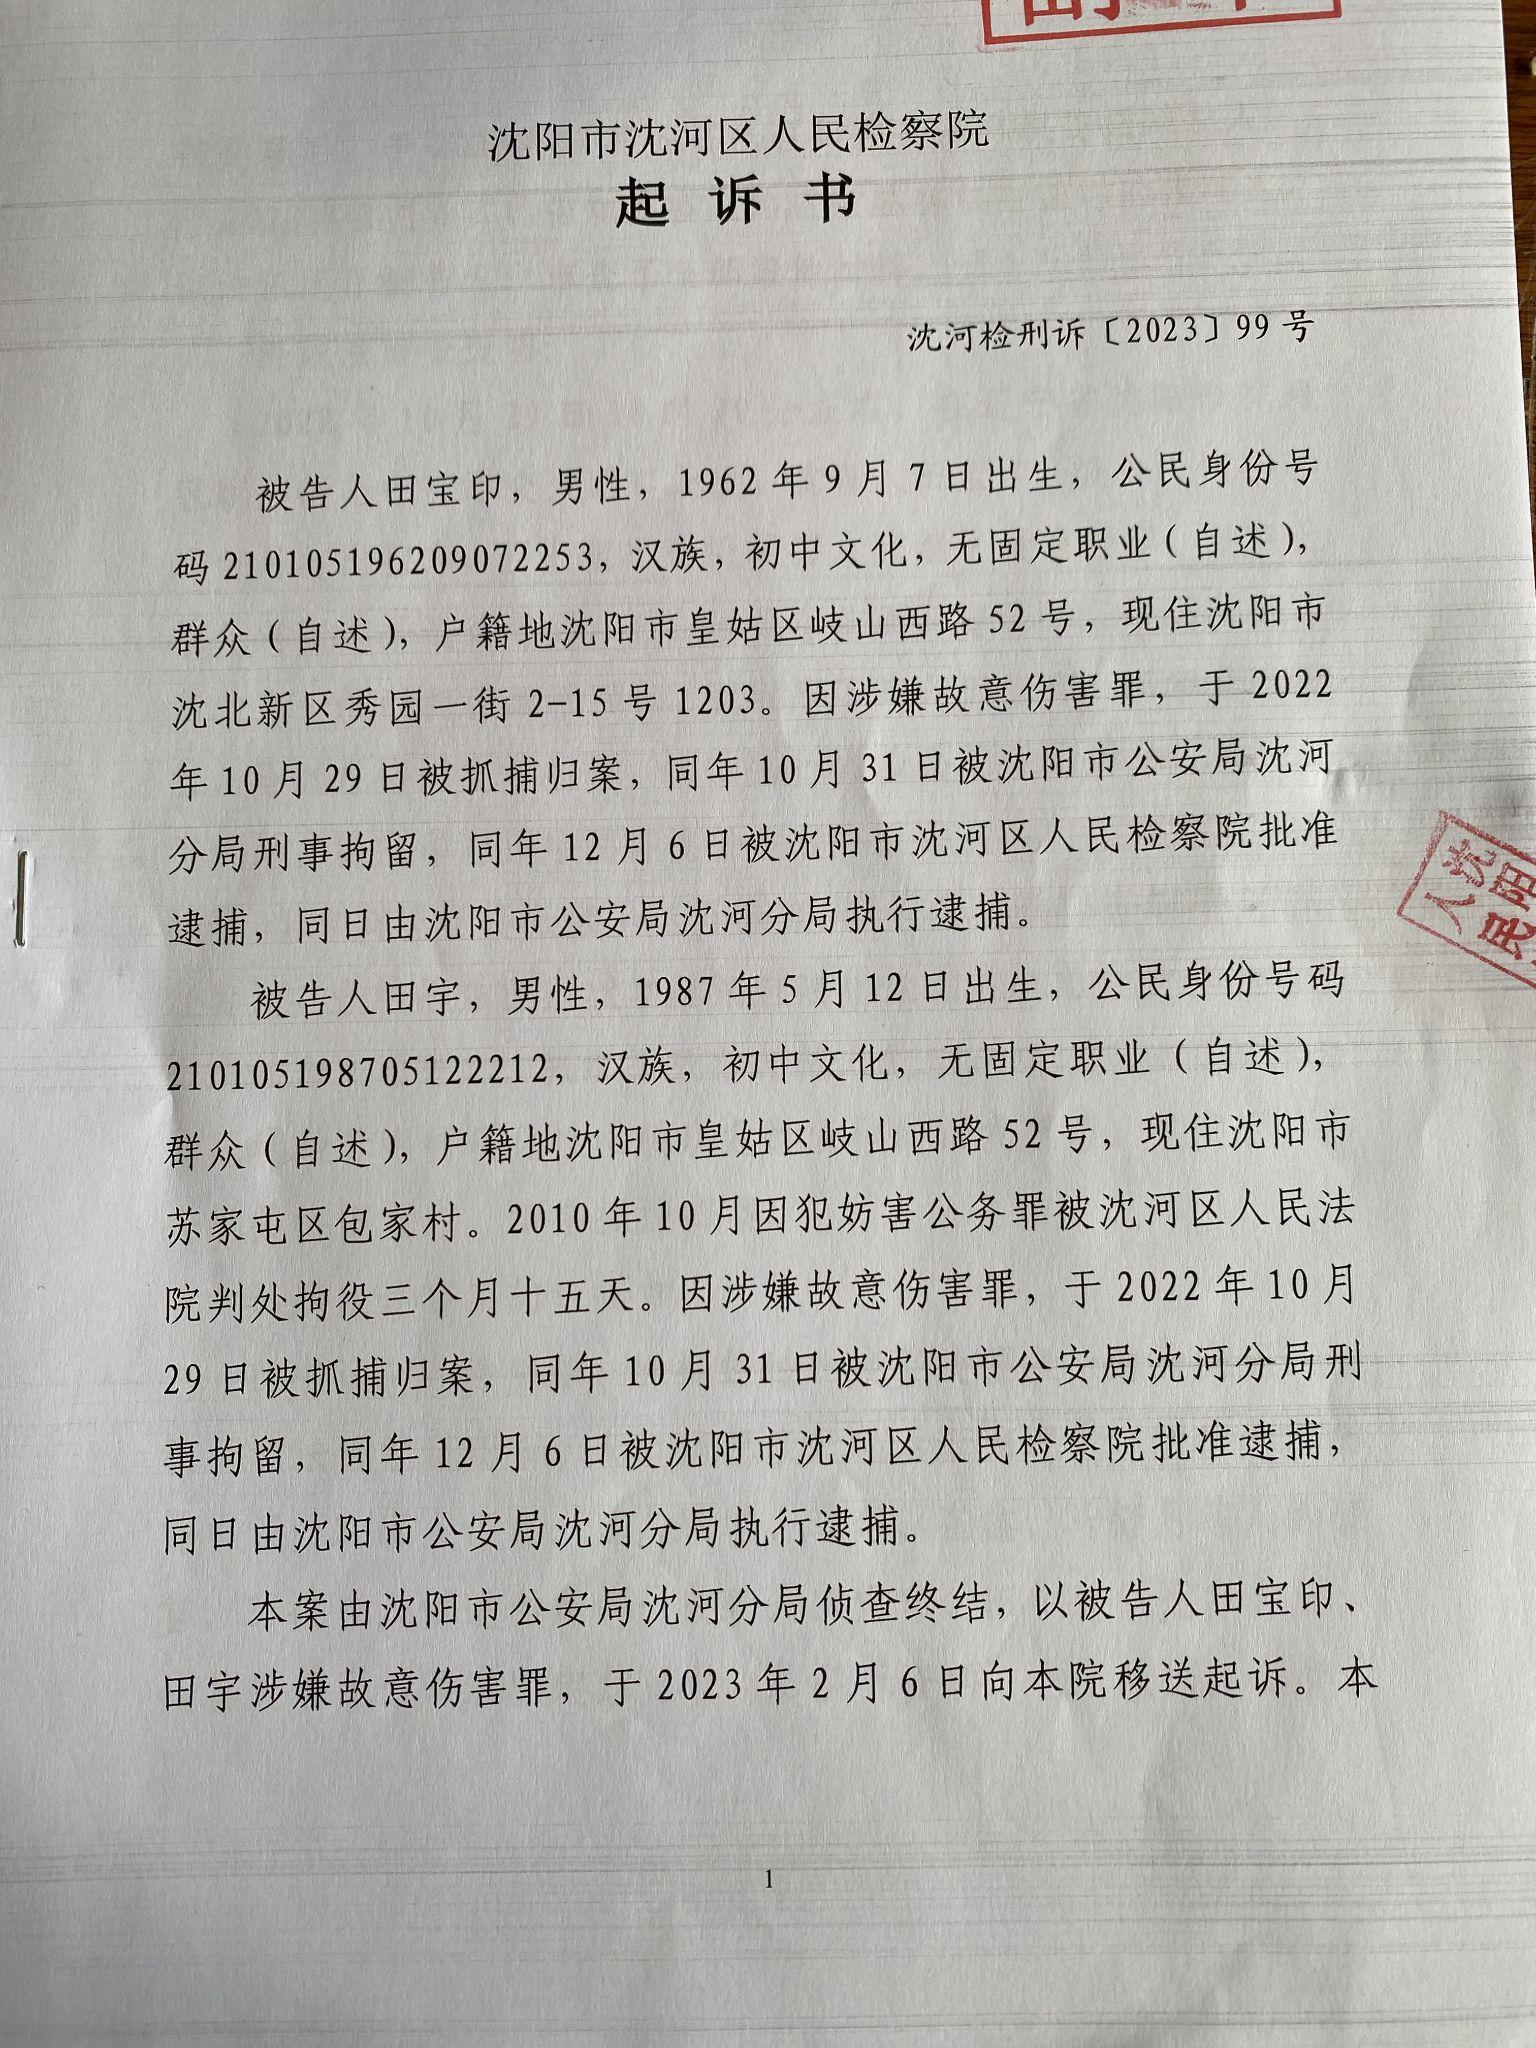 沈阳市沈河区人民检察院
起诉书
沈河检刑诉〔2023〕99号
被告人田宝印，男性，1962年9月7日出生，公民身份号
码210105196209072253，汉族，初中文化，无固定职业（自述），
群众（自述），户籍地沈阳市皇姑区岐山西路52号，现住沈阳市
沈北新区秀园一街2-15号1203。因涉嫌故意伤害罪，于2022
年10月29日被抓捕归案，同年10月31日被沈阳市公安局沈河
分局刑事拘留，同年12月6日被沈阳市沈河区人民检察院批准
逮捕，同日由沈阳市公安局沈河分局执行逮捕。
被告人田宇，男性，1987年5月12日出生，公民身份号码
210105198705122212，汉族，初中文化，无固定职业（自述），
群众（自述），户籍地沈阳市皇姑区岐山西路52号，现住沈阳市
苏家屯区包家村。2010年10月因犯妨害公务罪被沈河区人民法
院判处拘役三个月十五天。因涉嫌故意伤害罪，于2022年10月
29日被抓捕归案，同年10月31日被沈阳市公安局沈河分局刑
事拘留，同年12月6日被沈阳市沈河区人民检察院批准逮捕，
同日由沈阳市公安局沈河分局执行逮捕。
本案由沈阳市公安局沈河分局侦查终结，以被告人田宝印、
田宇涉嫌故意伤害罪，于2023年2月6日向本院移送起诉。本
1
沈阳
人民